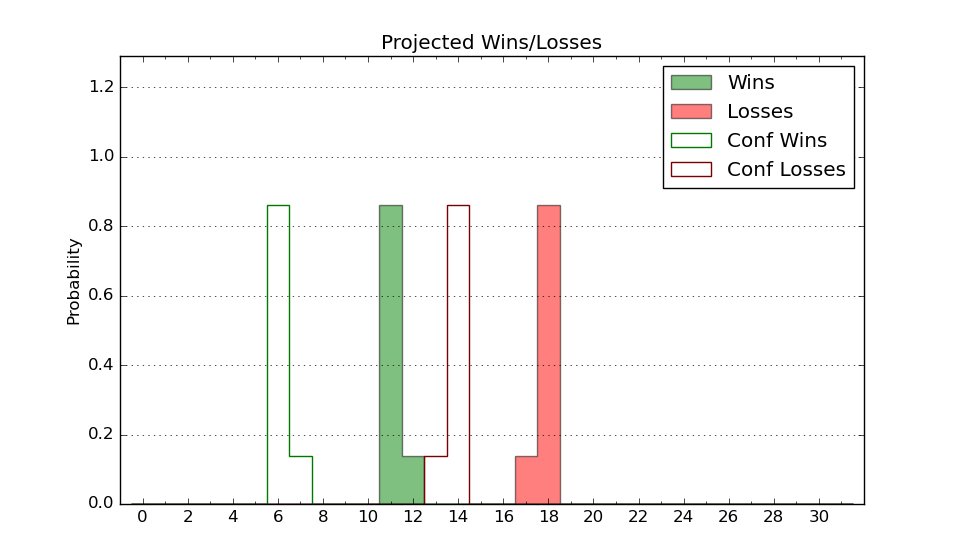 Projected Wins/Losses
Probability
1.2
1.0
0.8
0.6
0.4
0.2
0.0
0 2 4 6 8 10 12 14 16 18 20 22 24 26 28 30
Wins
Losses
Conf Wins
Conf Losses